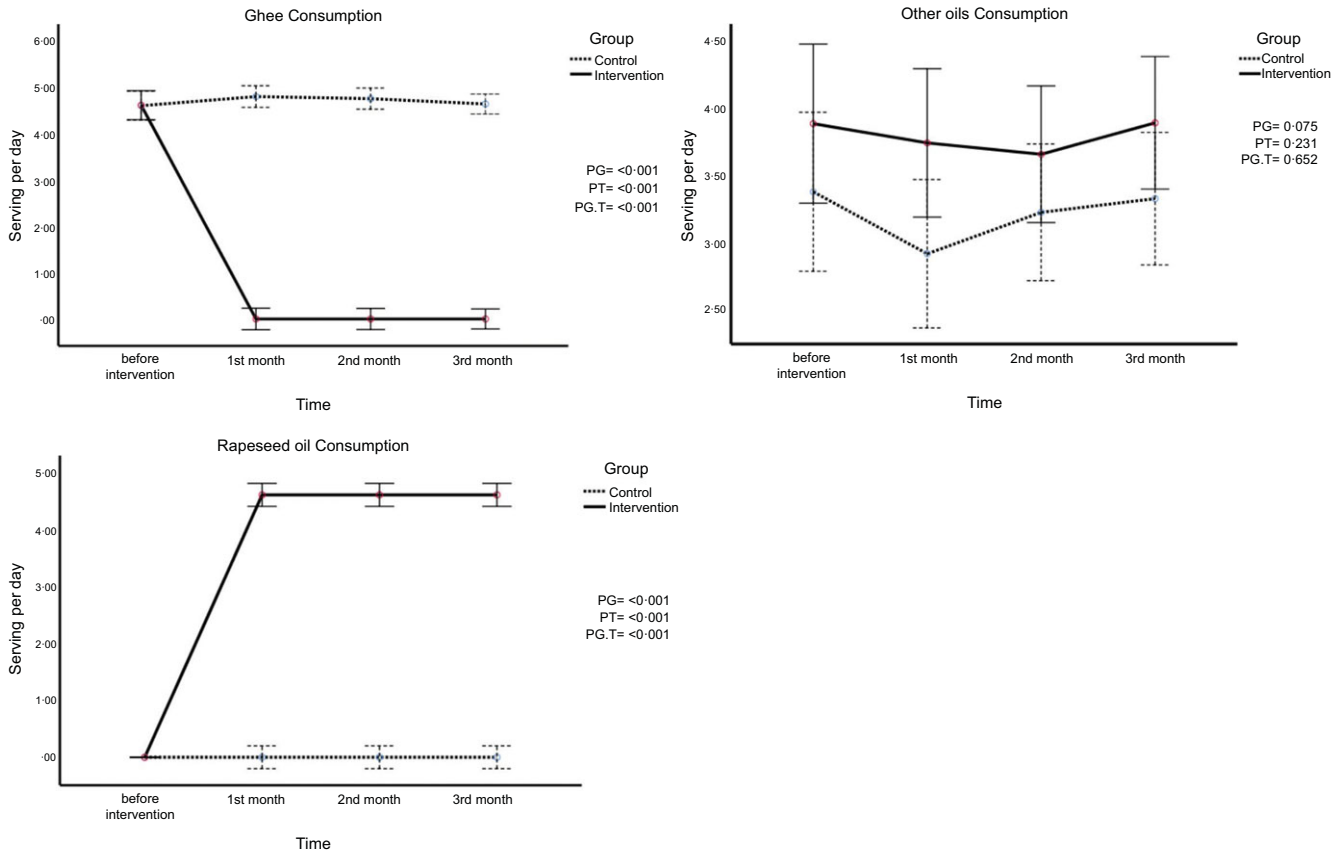 Ghee Consumption
6·00
5·00
4·00
3·00
2·00
1·00
·00
Serving per day
before
intervention
1st month
2nd month
3rd month
Time
Group
Control
Intervention
PG= <0·001
PT= <0·001
PG.T= <0·001
Other oils Consumption
4·50
4·00
3·50
3·00
2·50
Serving per day
before
intervention
1st month
2nd month
3rd month
Time
Group
Control
Intervention
PG= 0·075
PT= 0·231
PG.T= 0·652
Rapeseed oil Consumption
5·00
4·00
3·00
2·00
1·00
·00
Serving per day
before
intervention
1st month
2nd month
3rd month
Time
Group
Control
Intervention
PG= <0·001
PT= <0·001
PG.T= <0·001